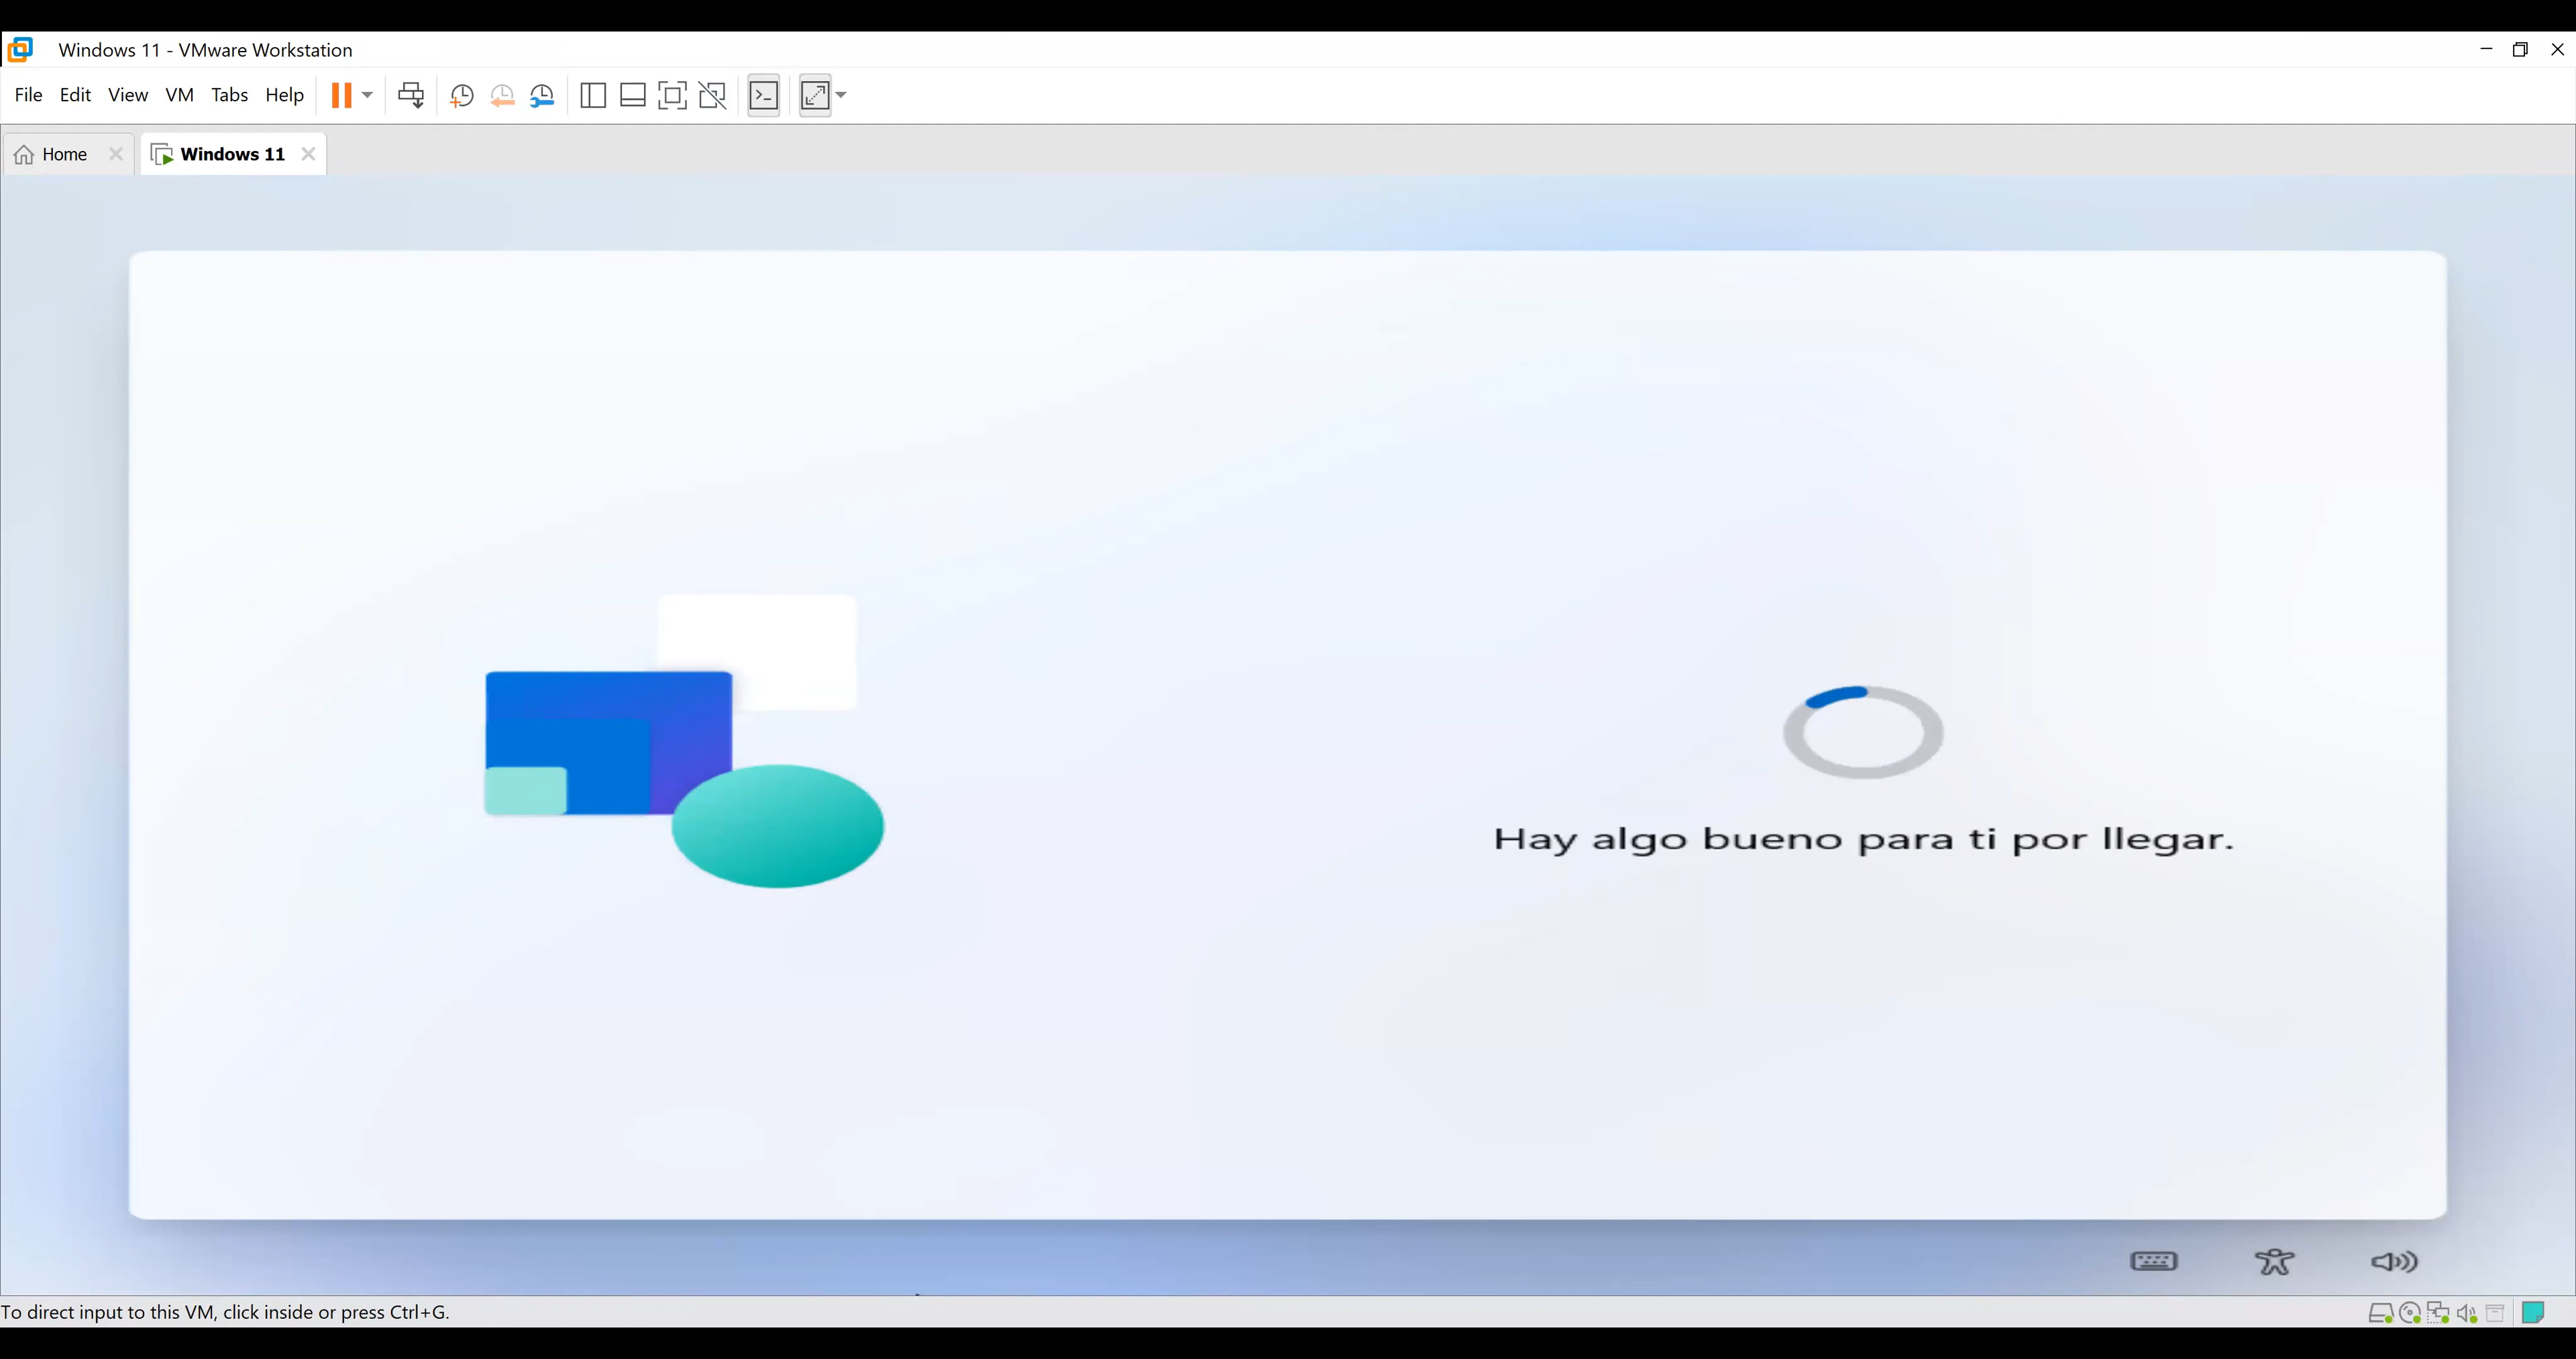 Windows 11 - VMware Workstation
File Edit View VM Tabs Help
Home Windows 11
Hay algo bueno para ti por llegar.
To direct input to this VM, click inside or press Ctrl+G.